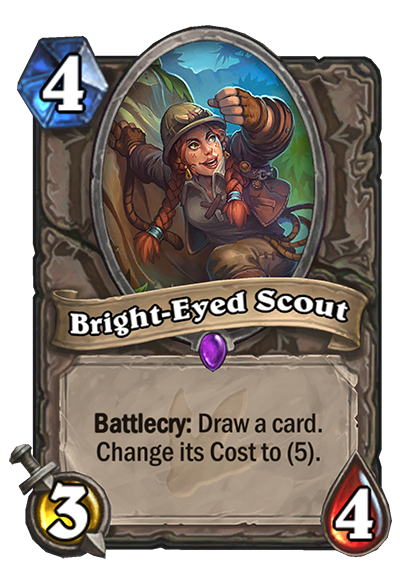 4
Bright-Eyed Scout
Battlecry: Draw a card.
Change its Cost to (5).
3
4